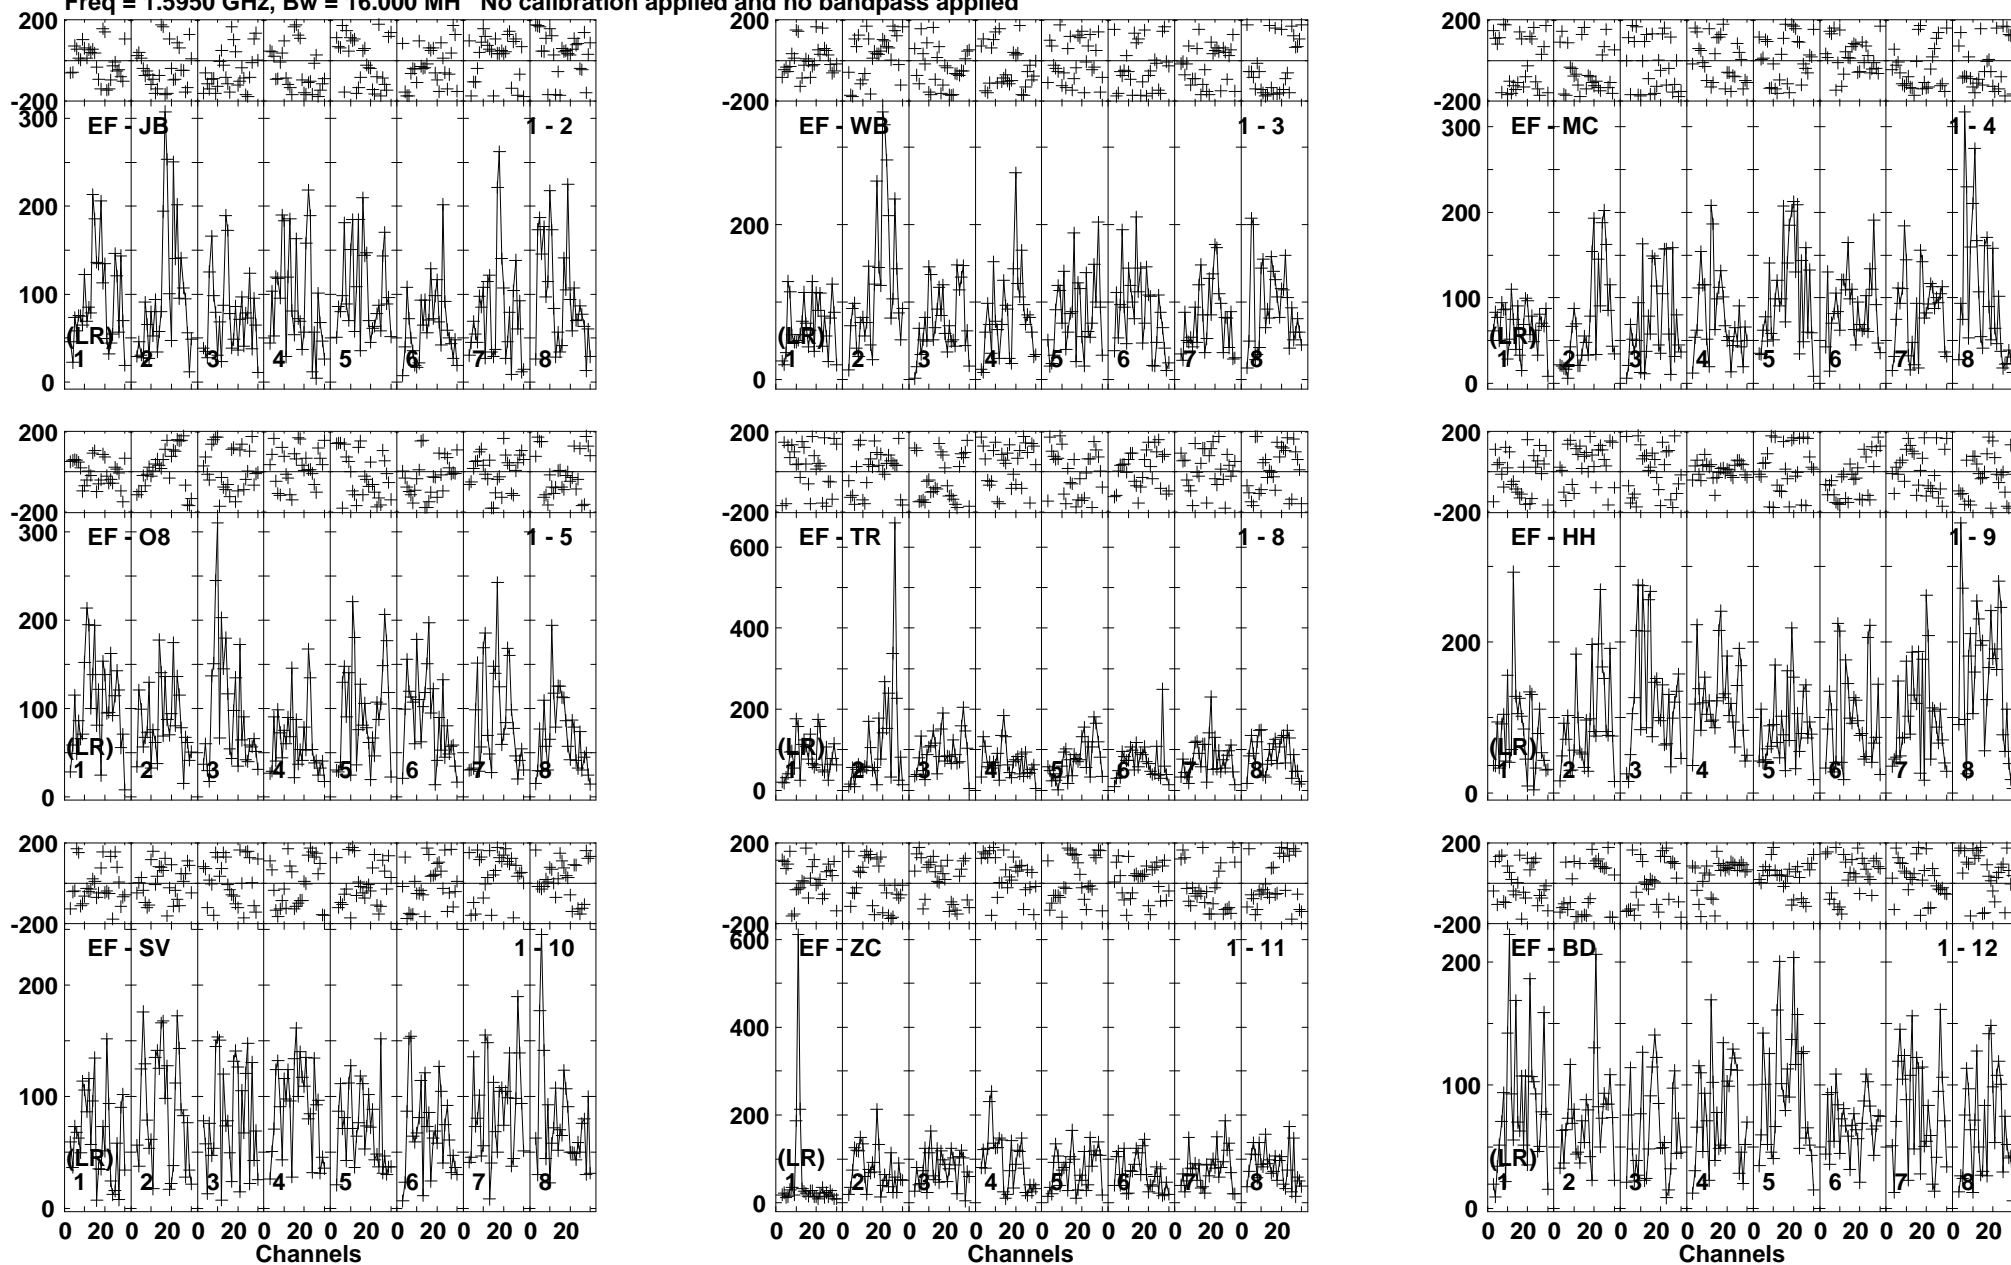 Freq = 1.5950 GHz, Bw = 16.000 MH No calibration applied and no bandpass applied
200
-200
300
200
100
0
EF - JB
1 - 2
(LR)
1 2 3 4 5 6 7 8
200
-200
200
0
EF - WB
1 - 3
(LR)
1 2 3 4 5 6 7 8
200
-200
300
200
100
0
EF - MC
1 - 4
(LR)
1 2 3 4 5 6 7 8
200
-200
300
200
100
0
EF - O8
1 - 5
(LR)
1 2 3 4 5 6 7 8
200
-200
600
400
200
0
EF - TR
1 - 8
(LR)
1 2 3 4 5 6 7 8
200
-200
200
0
EF - HH
1 - 9
(LR)
1 2 3 4 5 6 7 8
200
-200
200
100
0
EF - SV
1 - 10
(LR)
1 2 3 4 5 6 7 8
0 20 0 20 0 20 0 20 0 20 0 20 0 20 0 20
Channels
200
-200
600
400
200
0
EF - ZC
1 - 11
(LR)
1 2 3 4 5 6 7 8
0 20 0 20 0 20 0 20 0 20 0 20 0 20 0 20
Channels
200
-200
200
100
0
EF - BD
1 - 12
(LR)
1 2 3 4 5 6 7 8
0 20 0 20 0 20 0 20 0 20 0 20 0 20 0 20
Channels